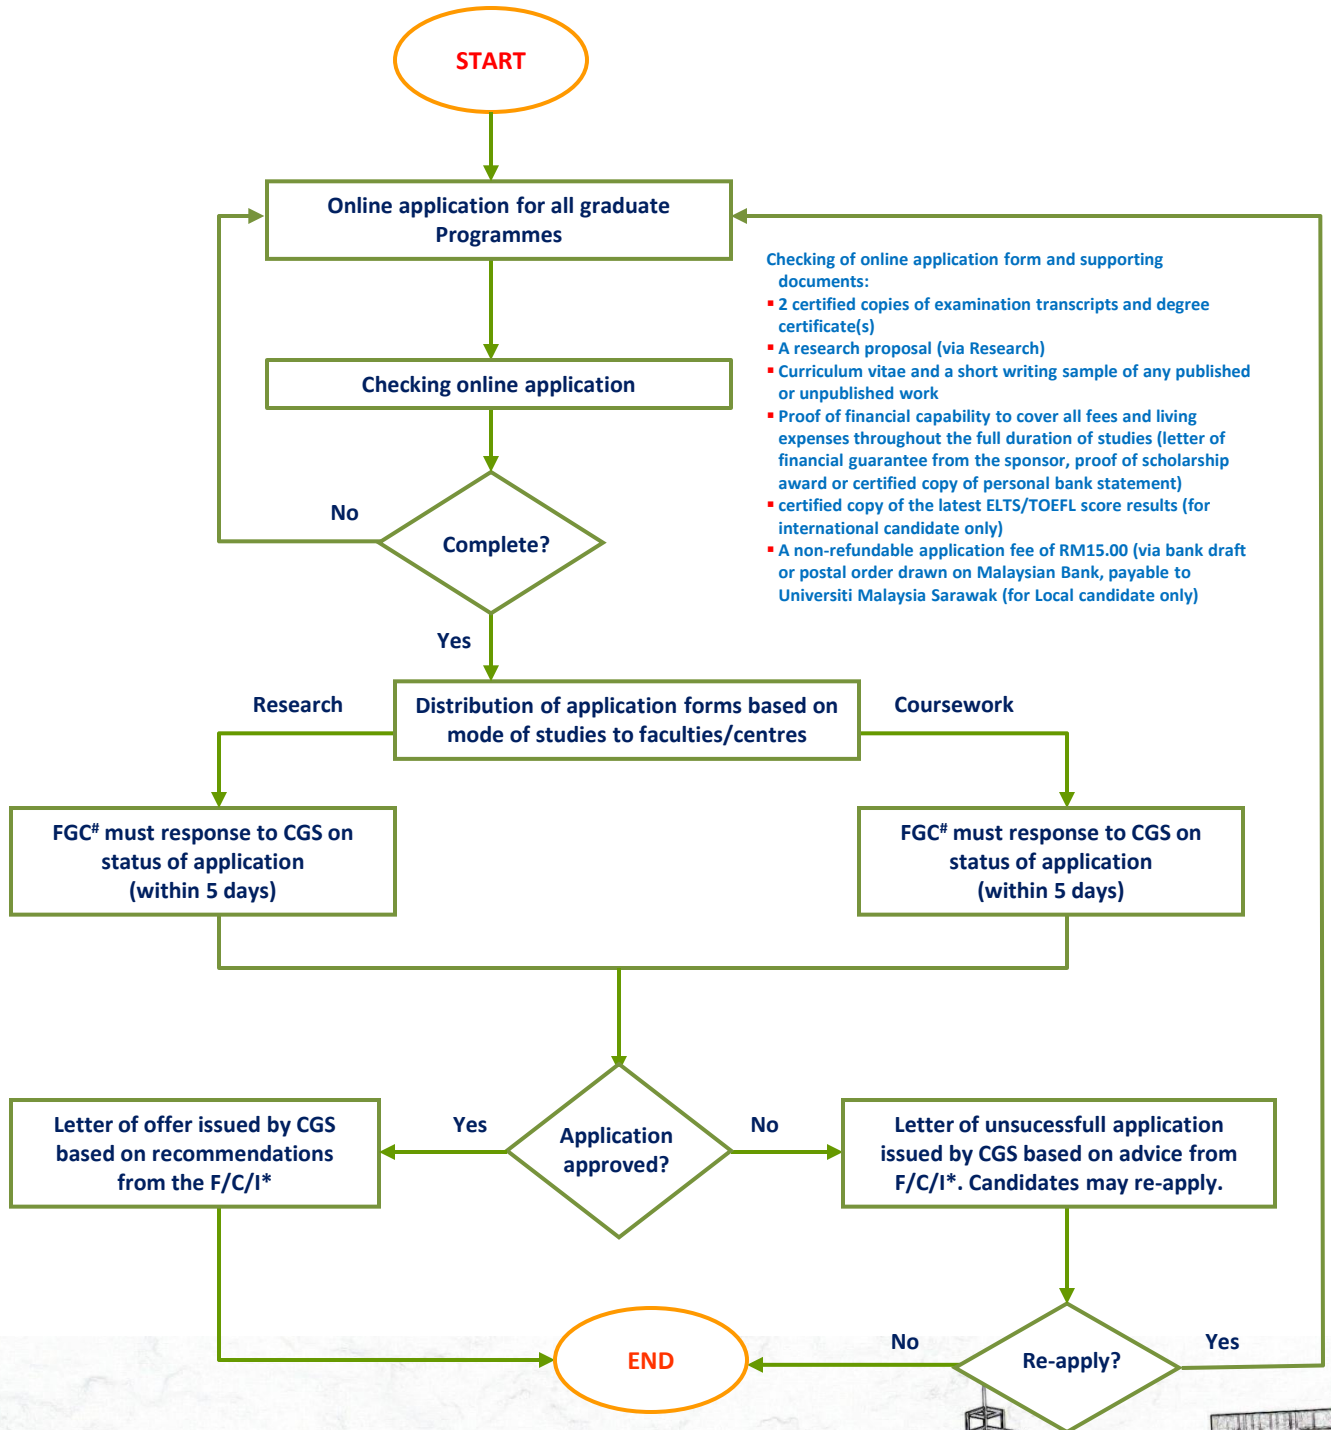 START
Online application for all graduate
Programmes
Checking of online application form and supporting
documents:
▪ 2 certified copies of examination transcripts and degree
certificate(s)
▪ A research proposal (via Research)
▪ Curriculum vitae and a short writing sample of any published
or unpublished work
▪ Proof of financial capability to cover all fees and living
expenses throughout the full duration of studies (letter of
financial guarantee from the sponsor, proof of scholarship
award or certified copy of personal bank statement)
▪ certified copy of the latest ELTS/TOEFL score results (for
international candidate only)
▪ A non-refundable application fee of RM15.00 (via bank draft
or postal order drawn on Malaysian Bank, payable to
Universiti Malaysia Sarawak (for Local candidate only)
Checking online application
No
Complete?
Yes
Research
Distribution of application forms based on
mode of studies to faculties/centres
Coursework
FGC# must response to CGS on
status of application
(within 5 days)
FGC# must response to CGS on
status of application
(within 5 days)
Letter of offer issued by CGS
based on recommendations
from the F/C/I*
Yes
Application
approved?
No
Letter of unsucessfull application
issued by CGS based on advice from
F/C/I*. Candidates may re-apply.
END
No
Re-apply?
Yes